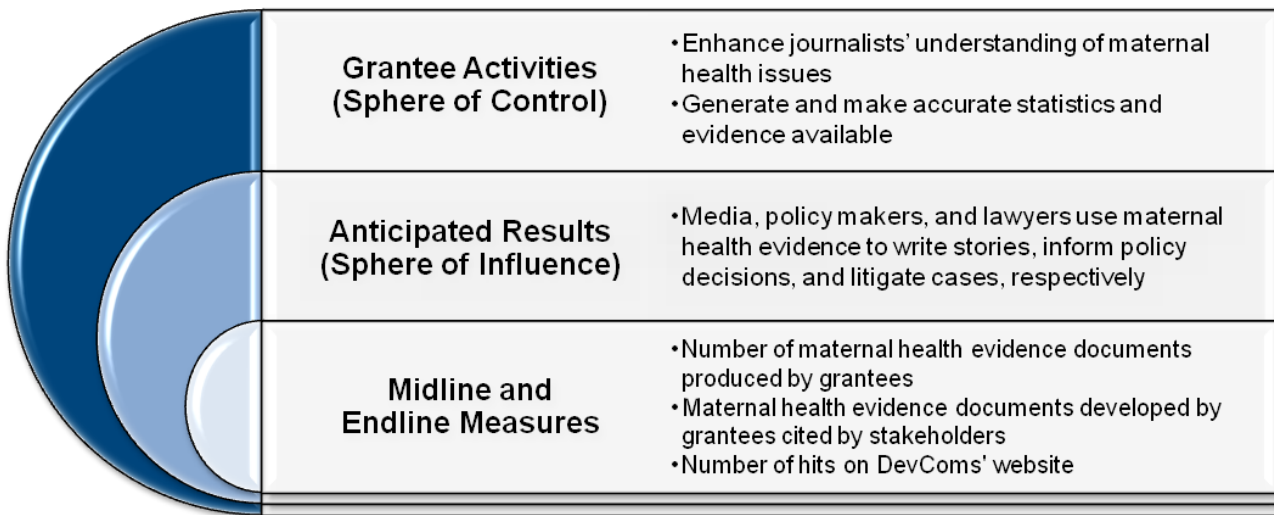 Grantee Activities
(Sphere of Control)
•Enhance journalists' understanding of maternal
health issues
•Generate and make accurate statistics and
evidence available
Anticipated Results
(Sphere of Influence)
•Media, policy makers, and lawyers use maternal
health evidence to write stories, inform policy
decisions, and litigate cases, respectively
Midline and
Endline Measures
•Number of maternal health evidence documents
produced by grantees
•Maternal health evidence documents developed by
grantees cited by stakeholders
•Number of hits on DevComs' website